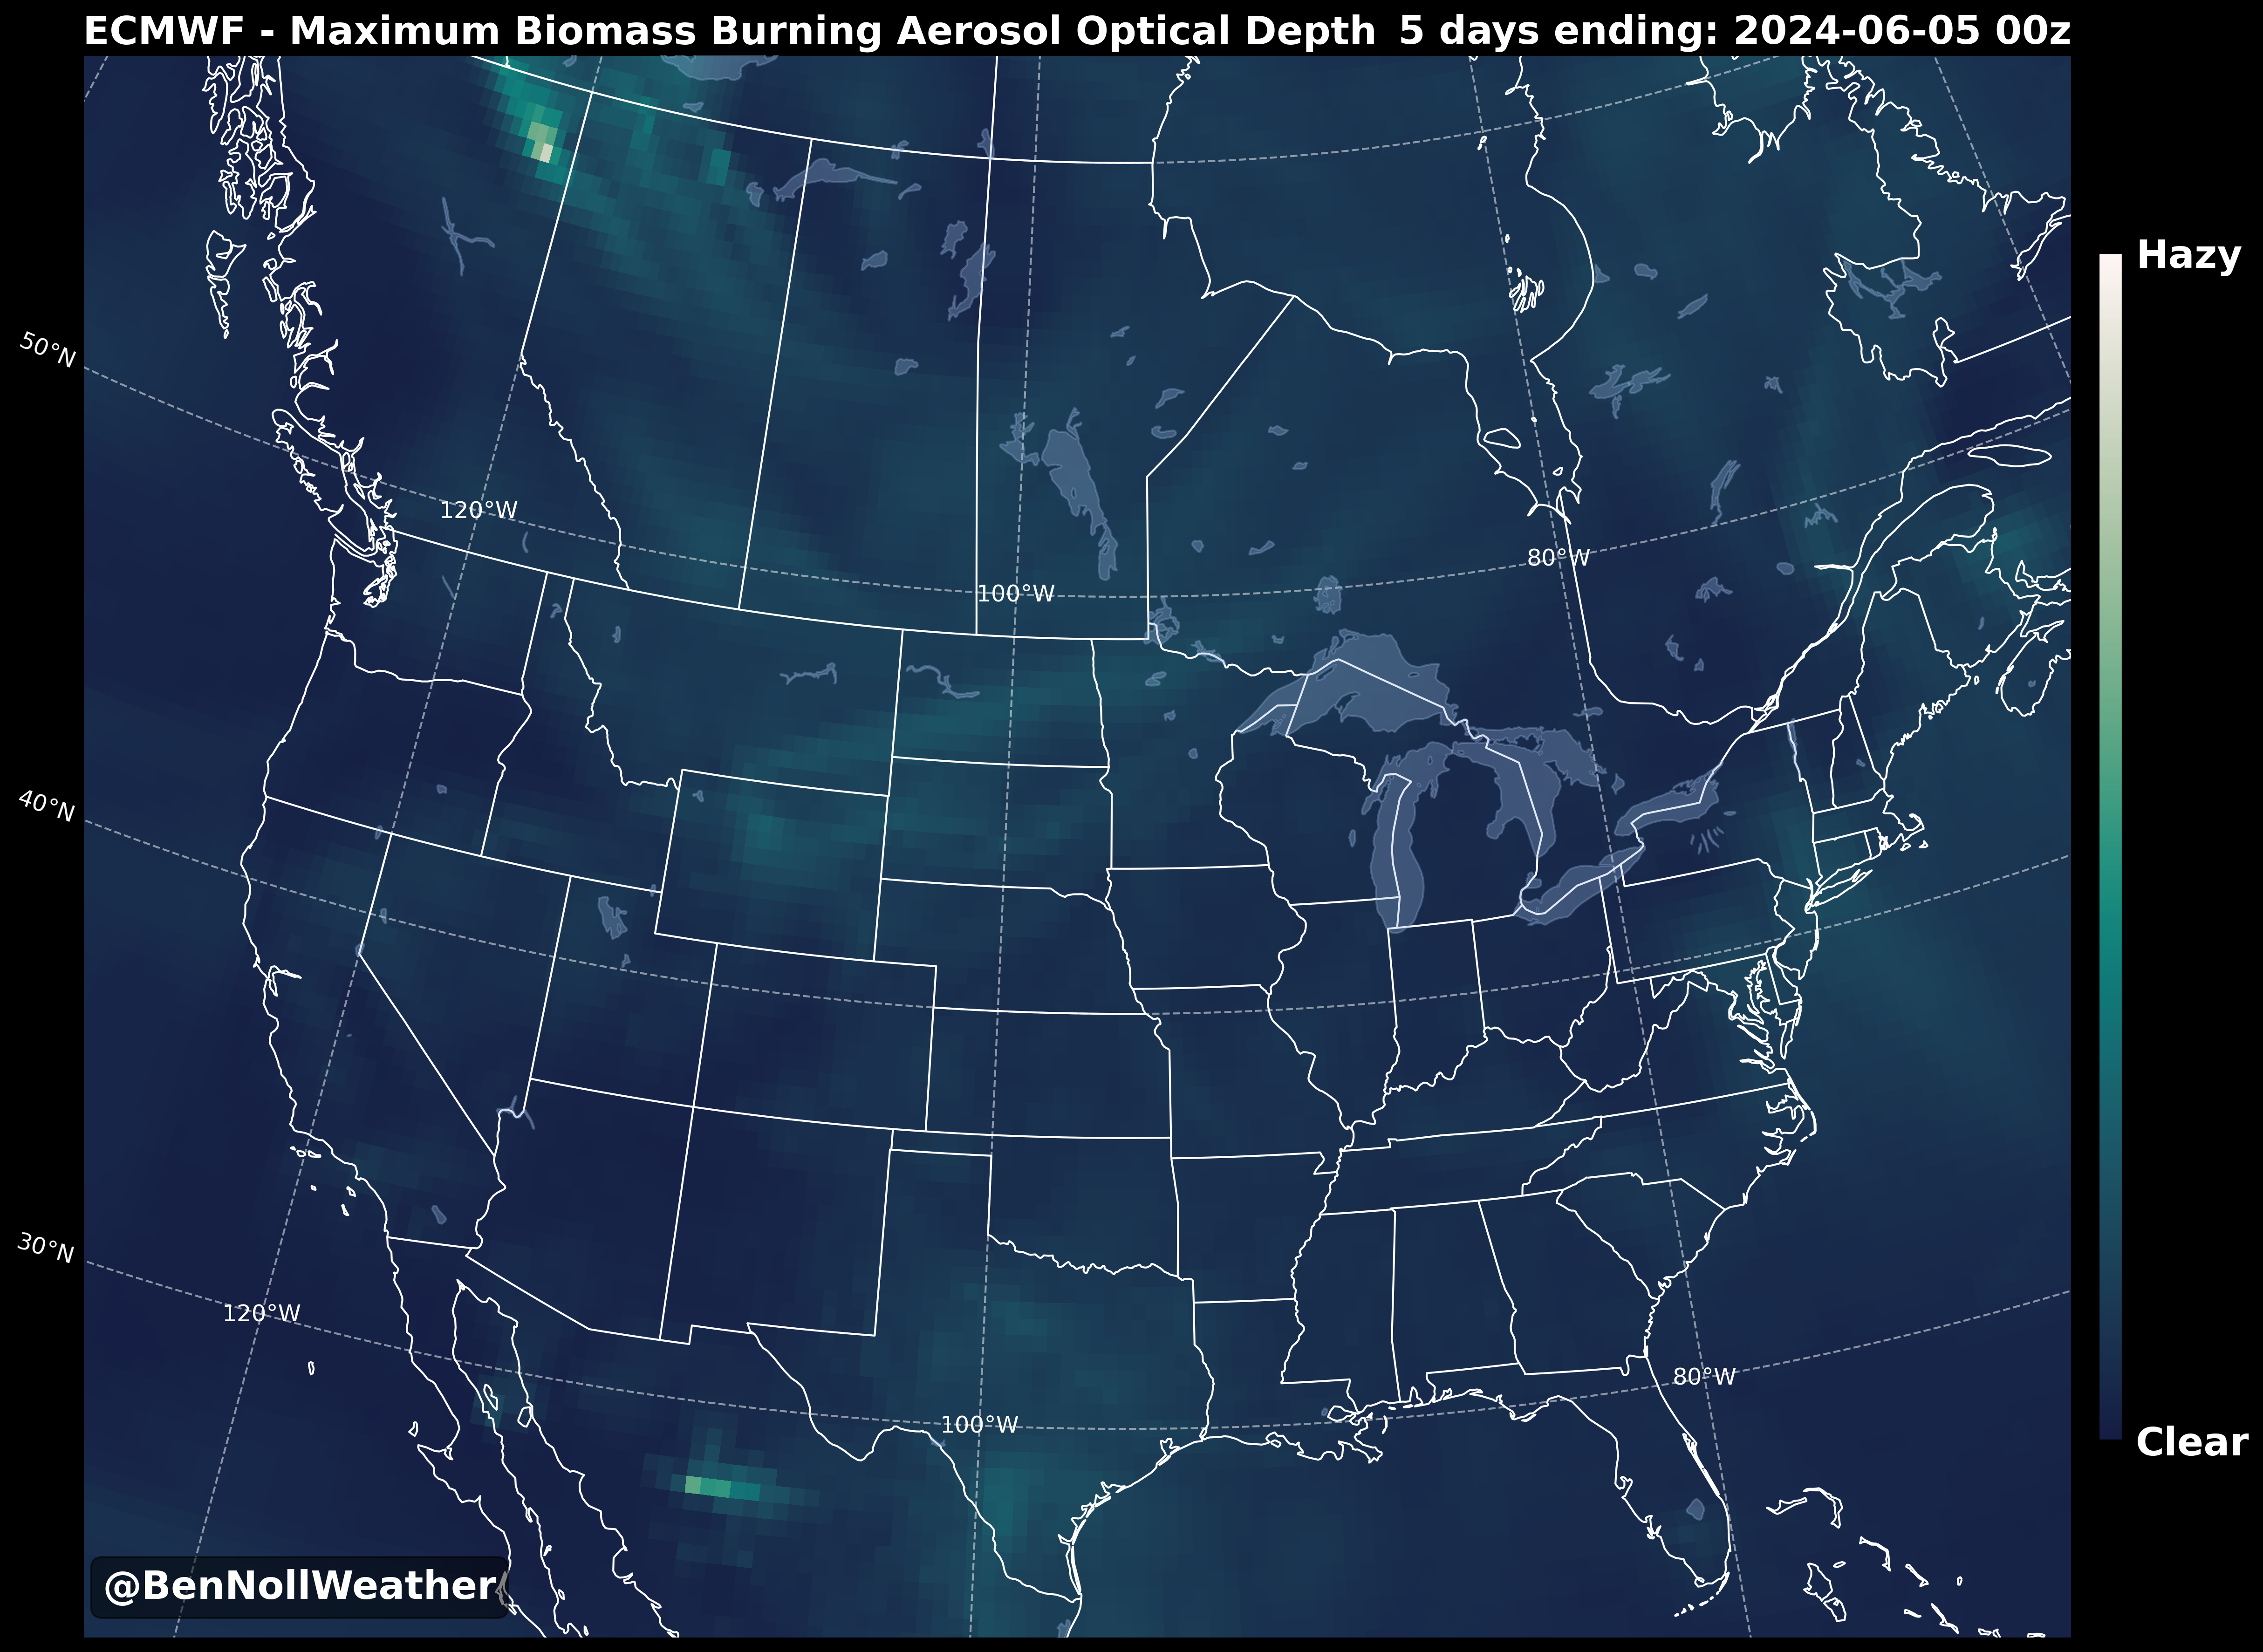 ECMWF - Maximum Biomass Burning Aerosol Optical Depth 5 days ending: 2024-06-05 00z
Hazy
50°N
120°W
80°W
100°W
40°N
30°N
120°W
80°W
100°W
Clear
@BenNollWeather